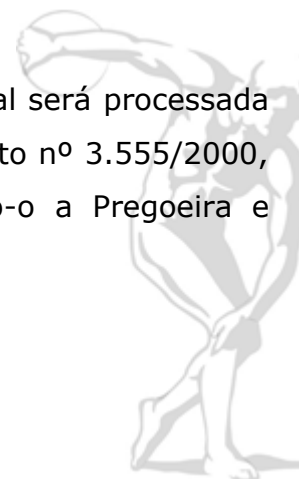 al será processada
to nº 3.555/2000,
-o a Pregoeira e